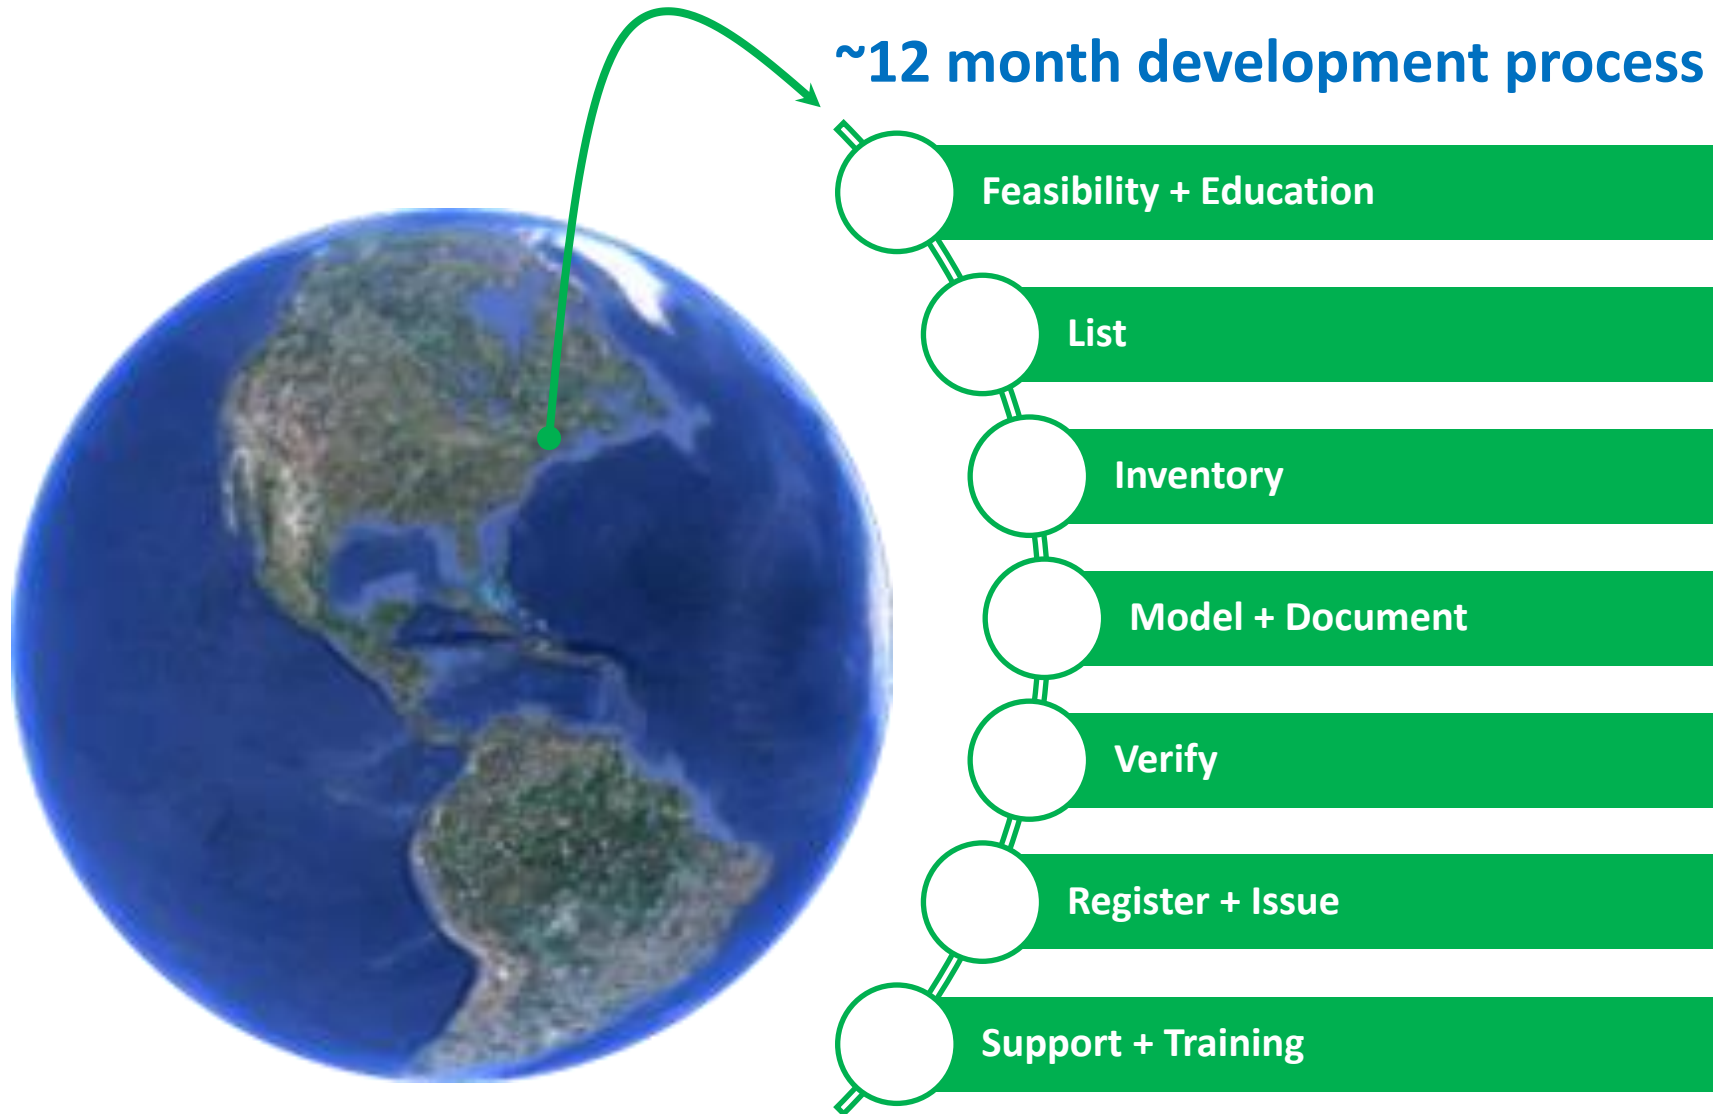 ~12 month development process
Feasibility + Education
List
Inventory
Model + Document
Verify
Register + Issue
Support + Training